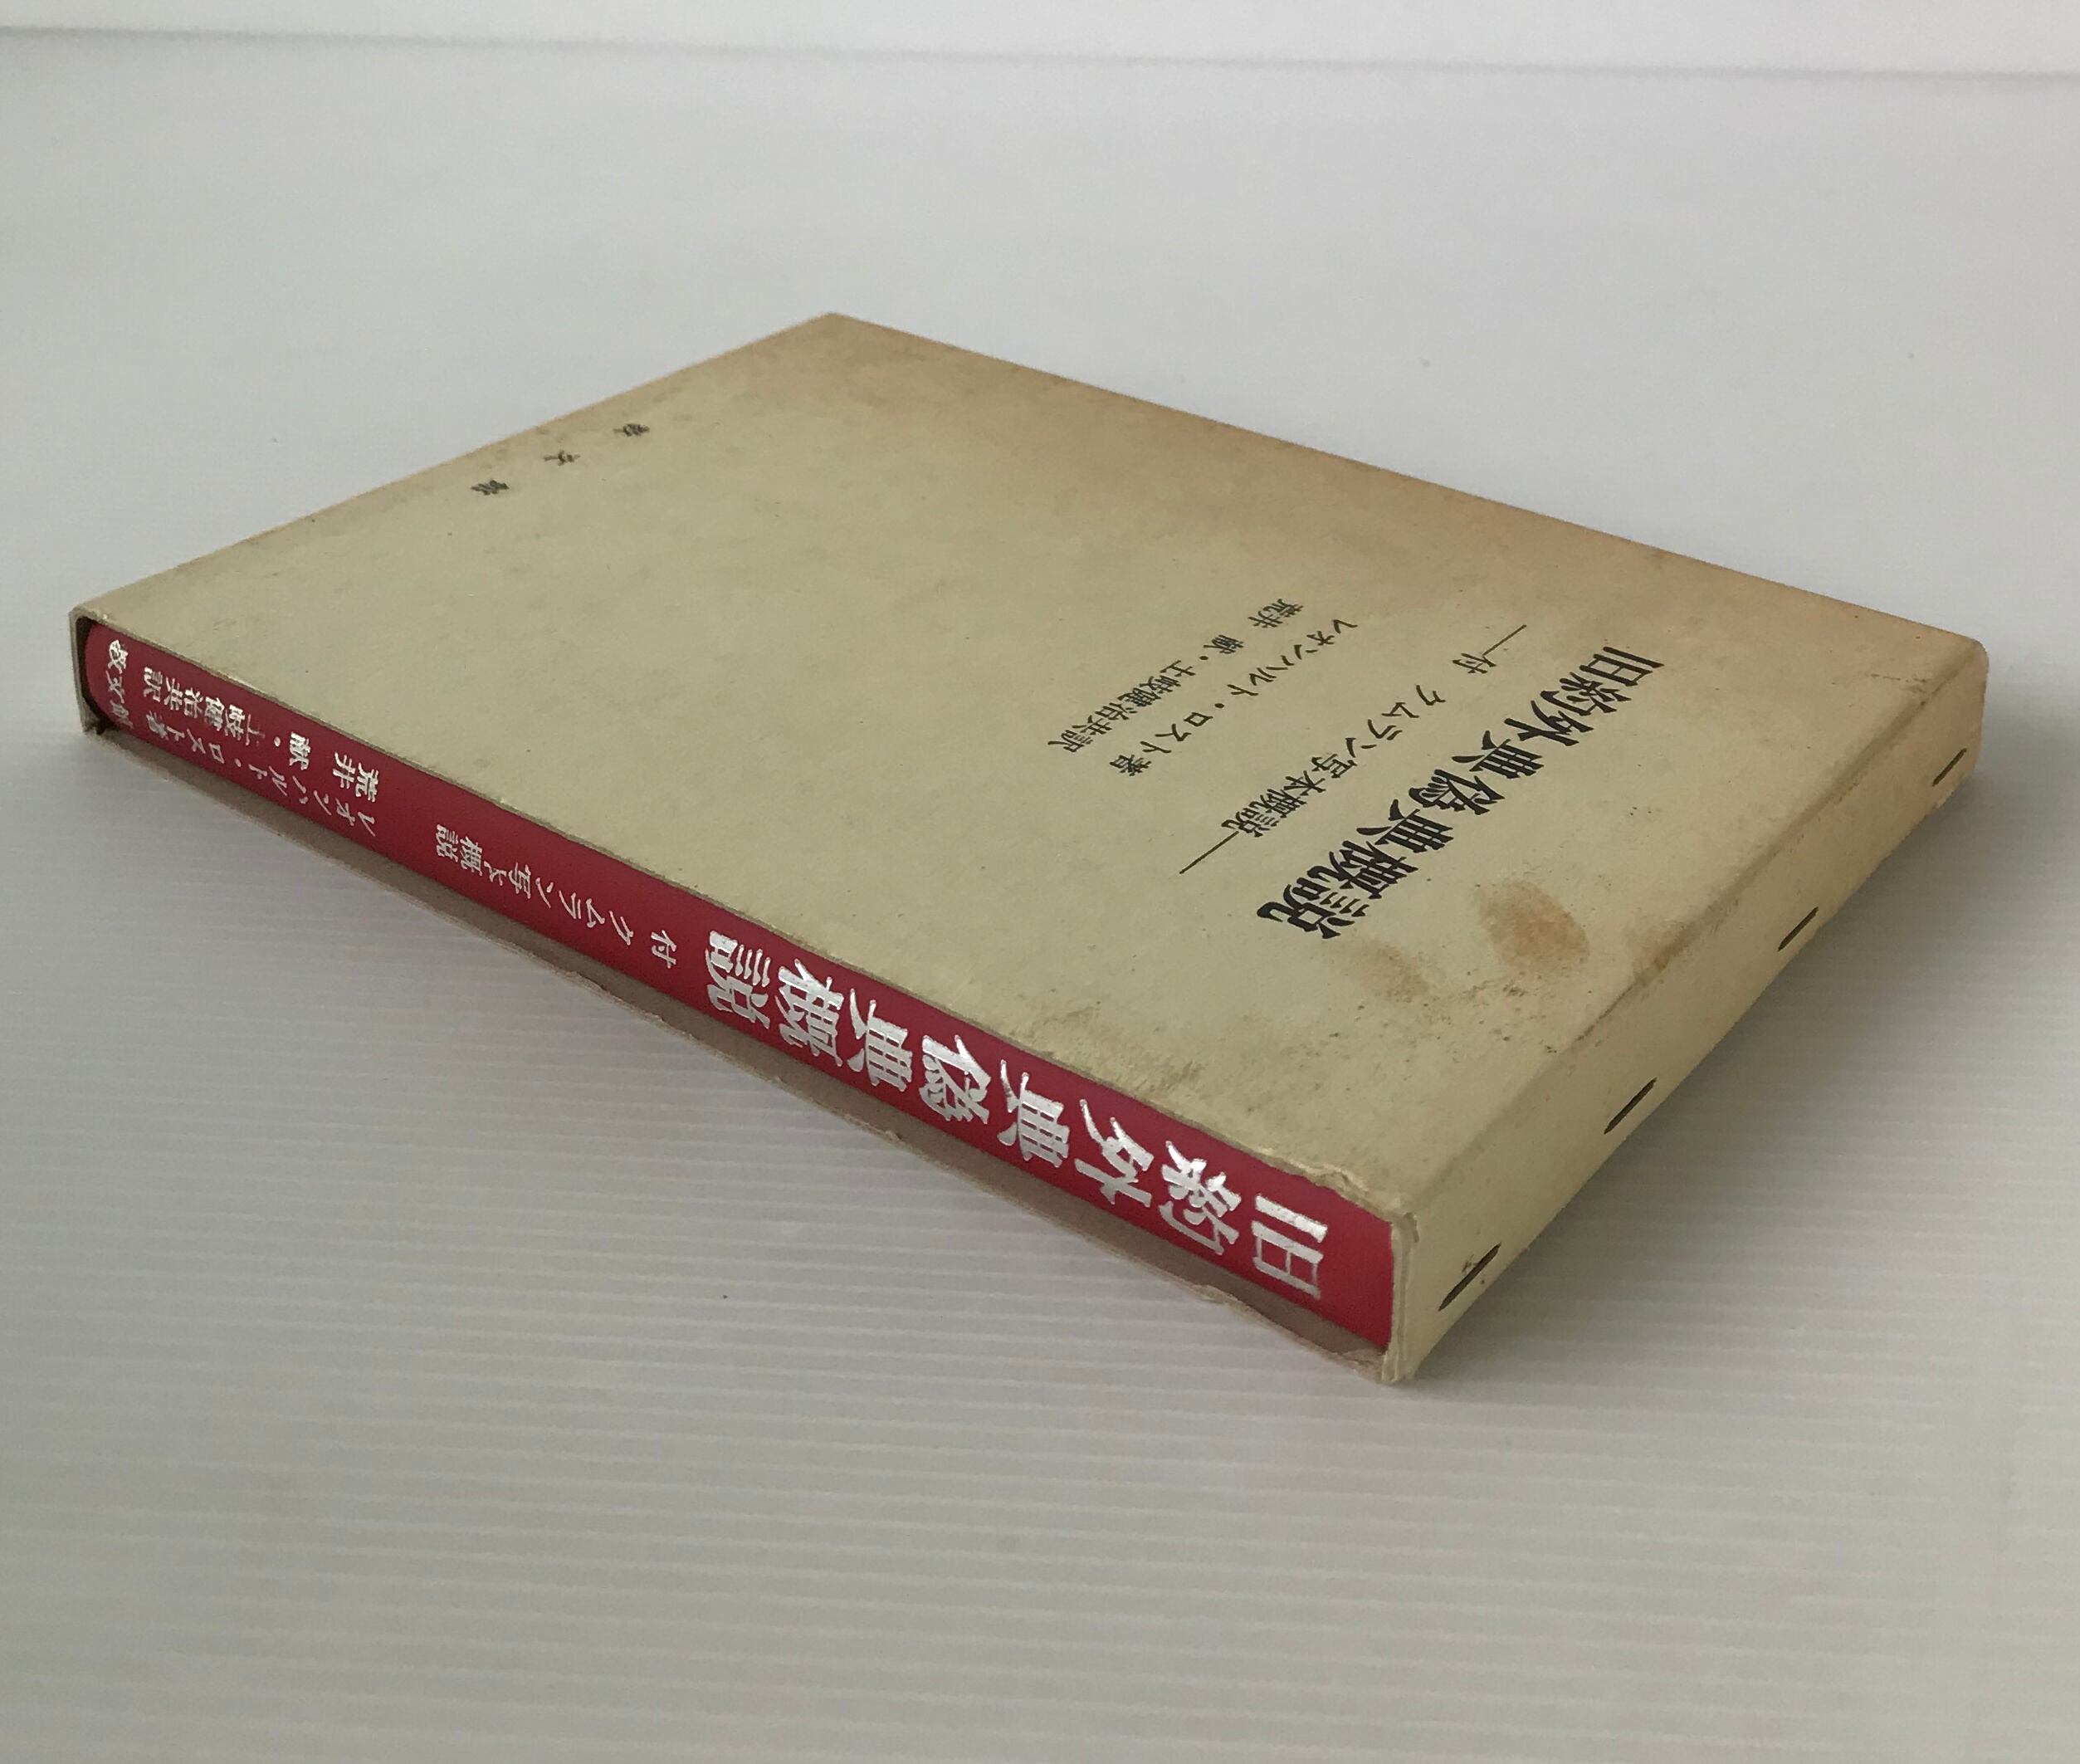 旧約外典偽典概説
—付 クムラン写本概説—
レオンハルト・ロスト著
荒井 献・土岐健治共訳
教文館
旧約外典偽典概説
付 クムラン写本概説
レオンハルト・ロスト著
荒井 献・土岐健治共訳
教文館